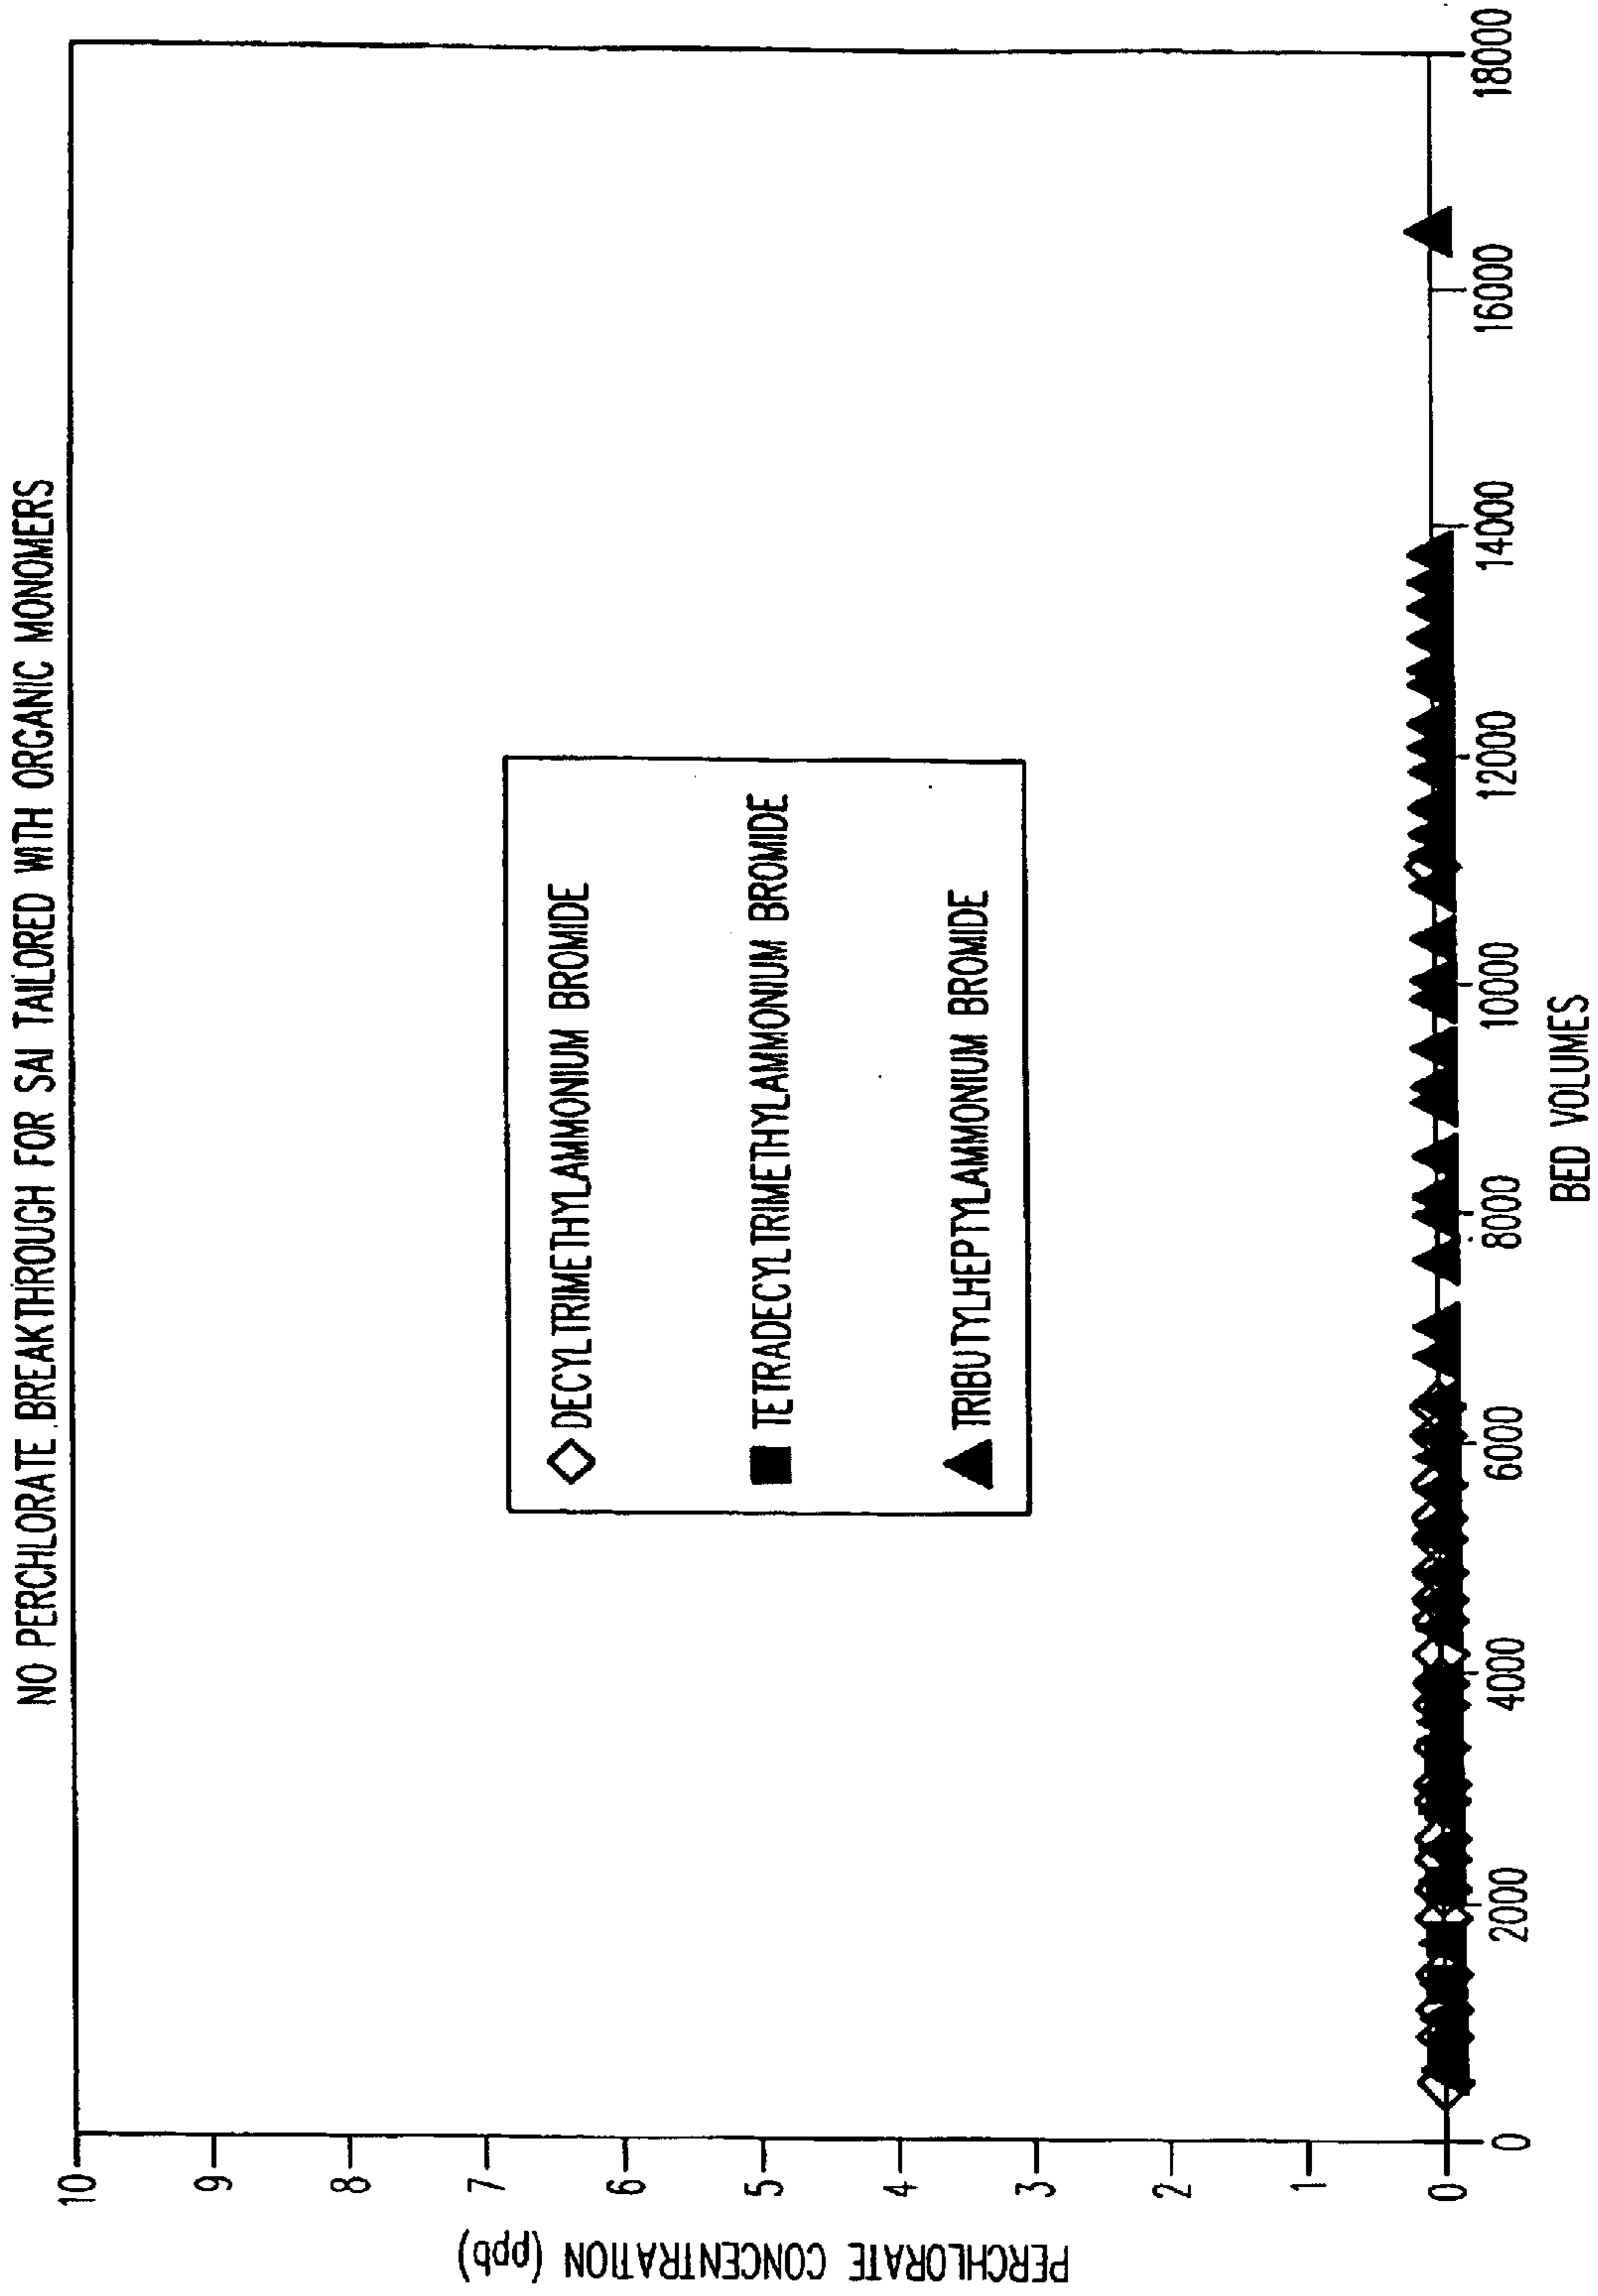 NO PERCHLORATE BREAKTHROUGH FOR SAI TAILORED WITH ORGANIC MONOMERS
PERCHLORATE CONCENTRATION (ppb)
10
9
8
7
6
5
4
3
2
1
0
DECYLTRIMETHYLAMMONIUM BROMIDE
TETRADECYLTRIMETHYLAMMONIUM BROMIDE
TRIBUTYLHEPTYLAMMONIUM BROMIDE
0 2000 4000 6000 8000 10000 12000 14000 16000 18000
BED VOLUMES